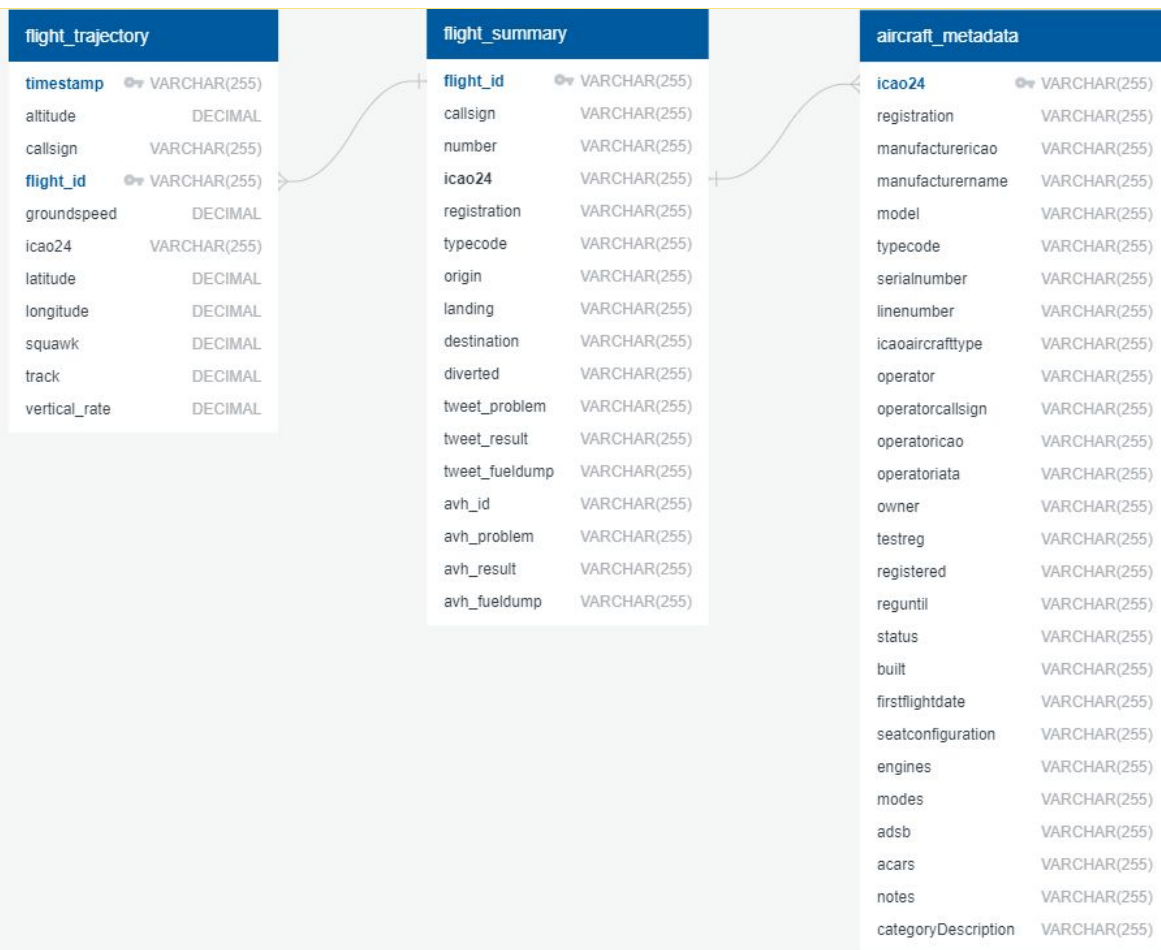 flight_trajectory
timestamp VARCHAR(255)
altitude DECIMAL
callsign VARCHAR(255)
flight_id VARCHAR(255)
groundspeed DECIMAL
icao24 VARCHAR(255)
latitude DECIMAL
longitude DECIMAL
squawk DECIMAL
track DECIMAL
vertical_rate DECIMAL
flight_summary
flight_id VARCHAR(255)
callsign VARCHAR(255)
number VARCHAR(255)
icao24 VARCHAR(255)
registration VARCHAR(255)
typecode VARCHAR(255)
origin VARCHAR(255)
landing VARCHAR(255)
destination VARCHAR(255)
diverted VARCHAR(255)
tweet_problem VARCHAR(255)
tweet_result VARCHAR(255)
tweet_fueldump VARCHAR(255)
avh_id VARCHAR(255)
avh_problem VARCHAR(255)
avh_result VARCHAR(255)
avh_fueldump VARCHAR(255)
aircraft_metadata
icao24 VARCHAR(255)
registration VARCHAR(255)
manufacturericao VARCHAR(255)
manufacturername VARCHAR(255)
model VARCHAR(255)
typecode VARCHAR(255)
serialnumber VARCHAR(255)
linenumber VARCHAR(255)
icaoaircrafttype VARCHAR(255)
operator VARCHAR(255)
operatorcallsign VARCHAR(255)
operatoricao VARCHAR(255)
operatoriata VARCHAR(255)
owner VARCHAR(255)
testreg VARCHAR(255)
registered VARCHAR(255)
reguntil VARCHAR(255)
status VARCHAR(255)
built VARCHAR(255)
firstflightdate VARCHAR(255)
seatconfiguration VARCHAR(255)
engines VARCHAR(255)
modes VARCHAR(255)
adsb VARCHAR(255)
acars VARCHAR(255)
notes VARCHAR(255)
categoryDescription VARCHAR(255)